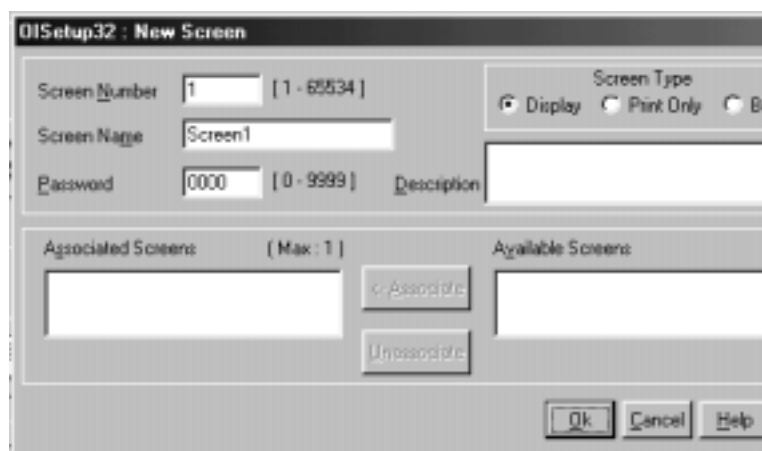 OISetup32 : New Screen
Screen Number 1 [ 1 - 65534 ]
Screen Type
Display Print Only B
Screen Name Screen1
Password 0000 [ 0 - 9999 ]
Description
Associated Screens ( Max : 1 )
Available Screens
<-Associate
Unassociate
Ok Cancel Help